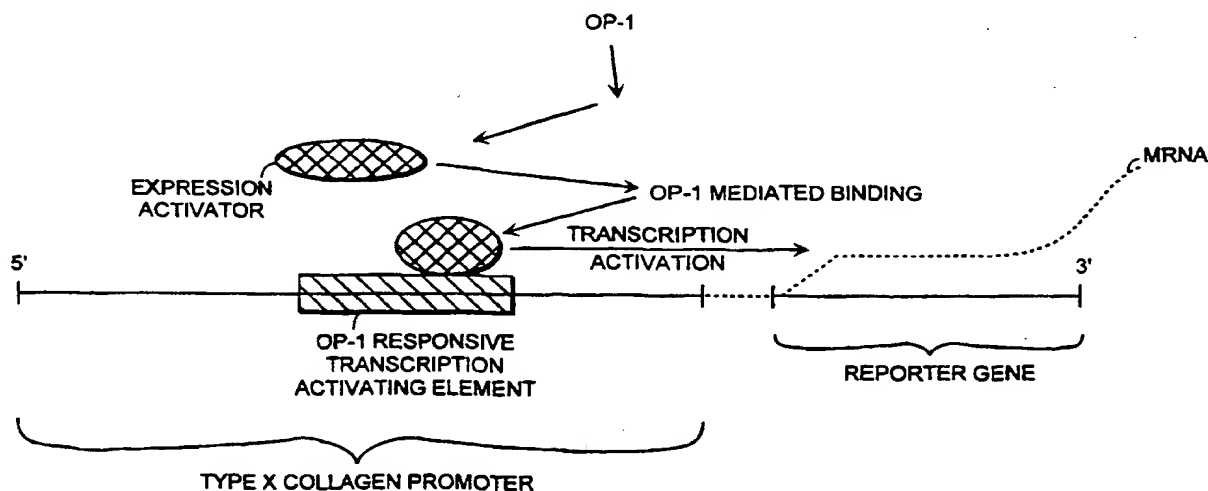 OP-1
MRNA
EXPRESSION
ACTIVATOR
OP-1 MEDIATED BINDING
TRANSCRIPTION
ACTIVATION
5'
3'
OP-1 RESPONSIVE
TRANSCRIPTION
ACTIVATING ELEMENT
REPORTER GENE
TYPE X COLLAGEN PROMOTER